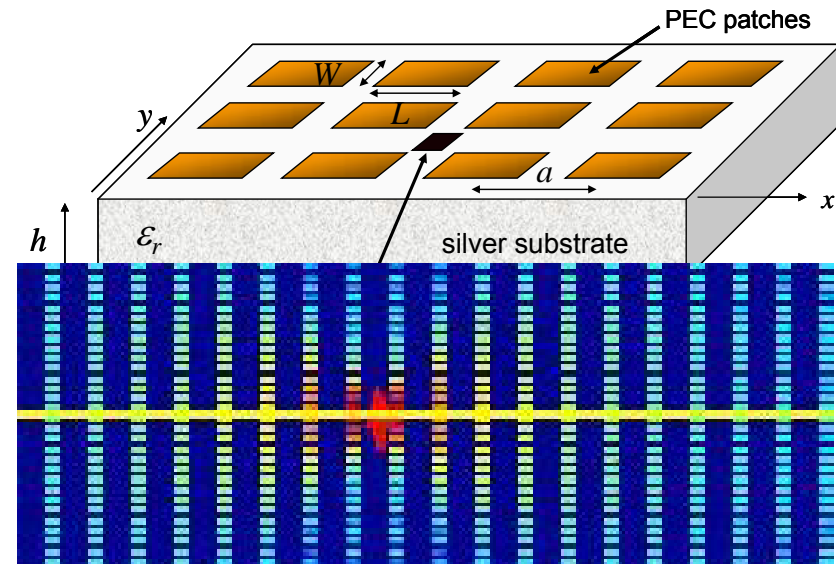 PEC patches
W
L
y
a
x
h
εr
silver substrate